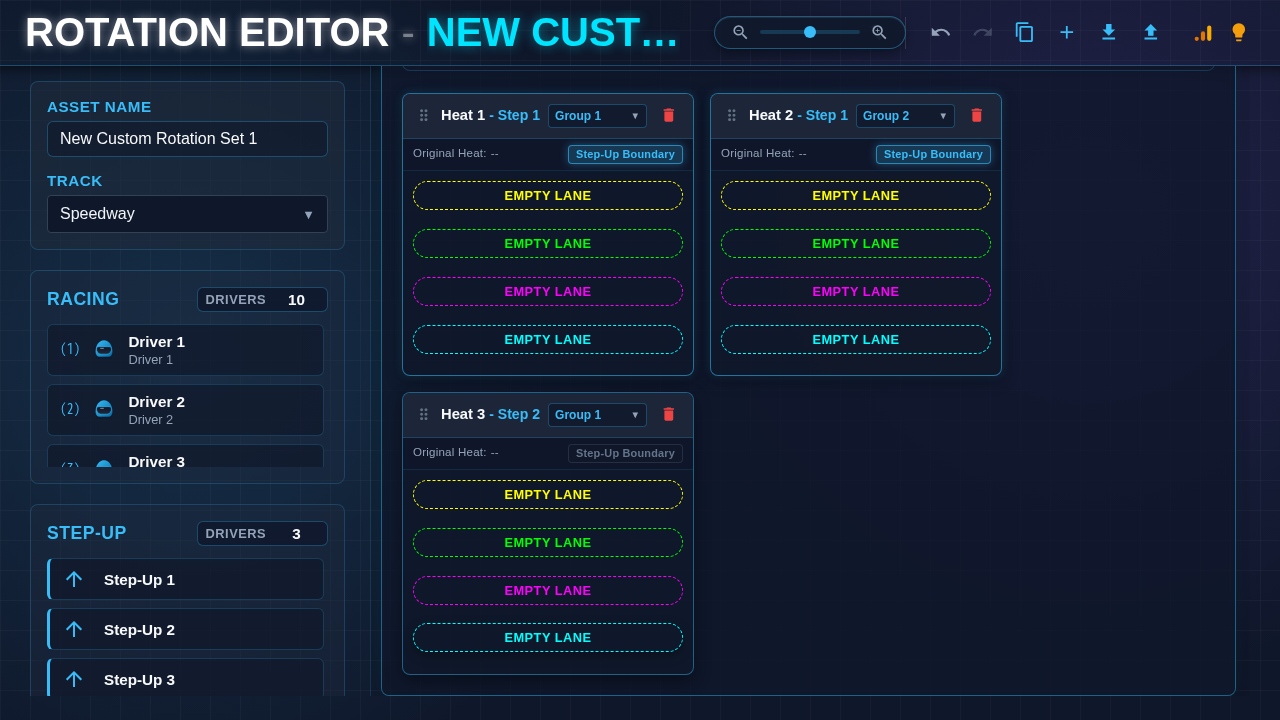 ROTATION EDITOR - NEW CUST...
ASSET NAME
New Custom Rotation Set 1
TRACK
Speedway
RACING
DRIVERS 10
(1) Driver 1
Driver 1
(2) Driver 2
Driver 2
Driver 3
STEP-UP
DRIVERS 3
Step-Up 1
Step-Up 2
Step-Up 3
Heat 1 - Step 1 Group 1
Original Heat: -- Step-Up Boundary
EMPTY LANE
EMPTY LANE
EMPTY LANE
EMPTY LANE
Heat 2 - Step 1 Group 2
Original Heat: -- Step-Up Boundary
EMPTY LANE
EMPTY LANE
EMPTY LANE
EMPTY LANE
Heat 3 - Step 2 Group 1
Original Heat: -- Step-Up Boundary
EMPTY LANE
EMPTY LANE
EMPTY LANE
EMPTY LANE